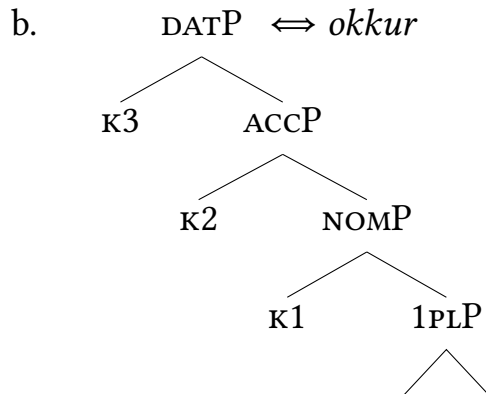 b. DATP ⇔ okkur
K3 ACCP
K2 NOMP
K1 1PLP